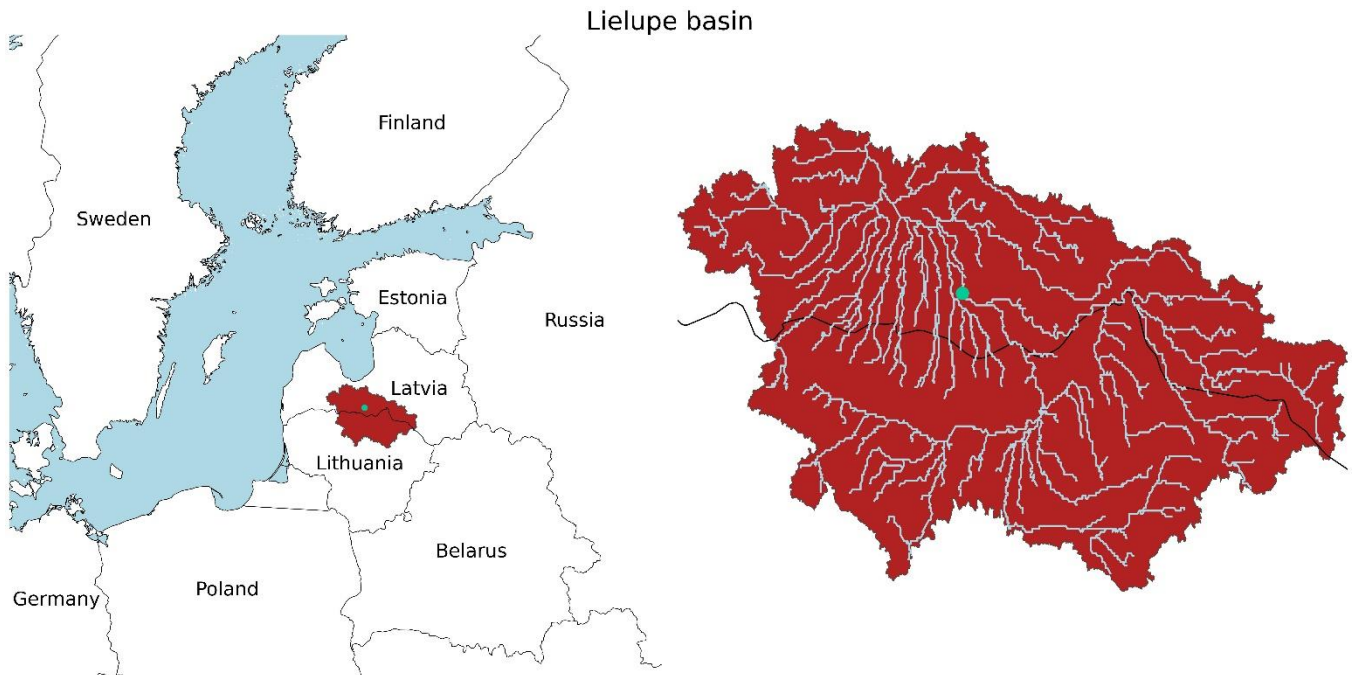 Lielupe basin
Finland
Sweden
Estonia
Russia
Latvia
Lithuania
Belarus
Poland
Germany